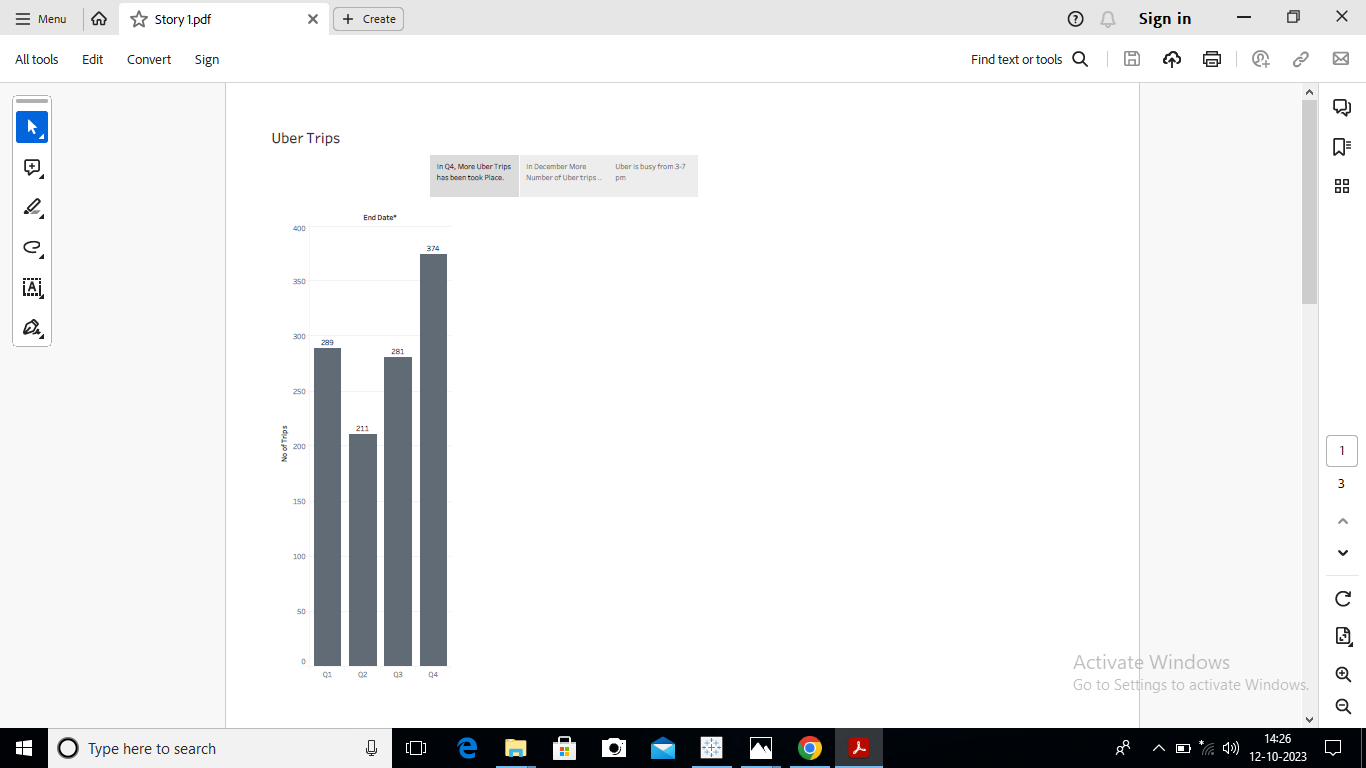 Menu
Story 1.pdf
Create
Sign in
All tools
Edit
Convert
Sign
Find text or tools
Uber Trips
In Q4, More Uber Trips
has been took Place.
In December More
Number of Uber trips ..
Uber is busy from 3-7
pm
End Date*
400
350
300
250
200
150
100
50
0
No of Trips
289
211
281
374
Q1
Q2
Q3
Q4
1
3
Activate Windows
Go to Settings to activate Windows.
Type here to search
14:26
12-10-2023